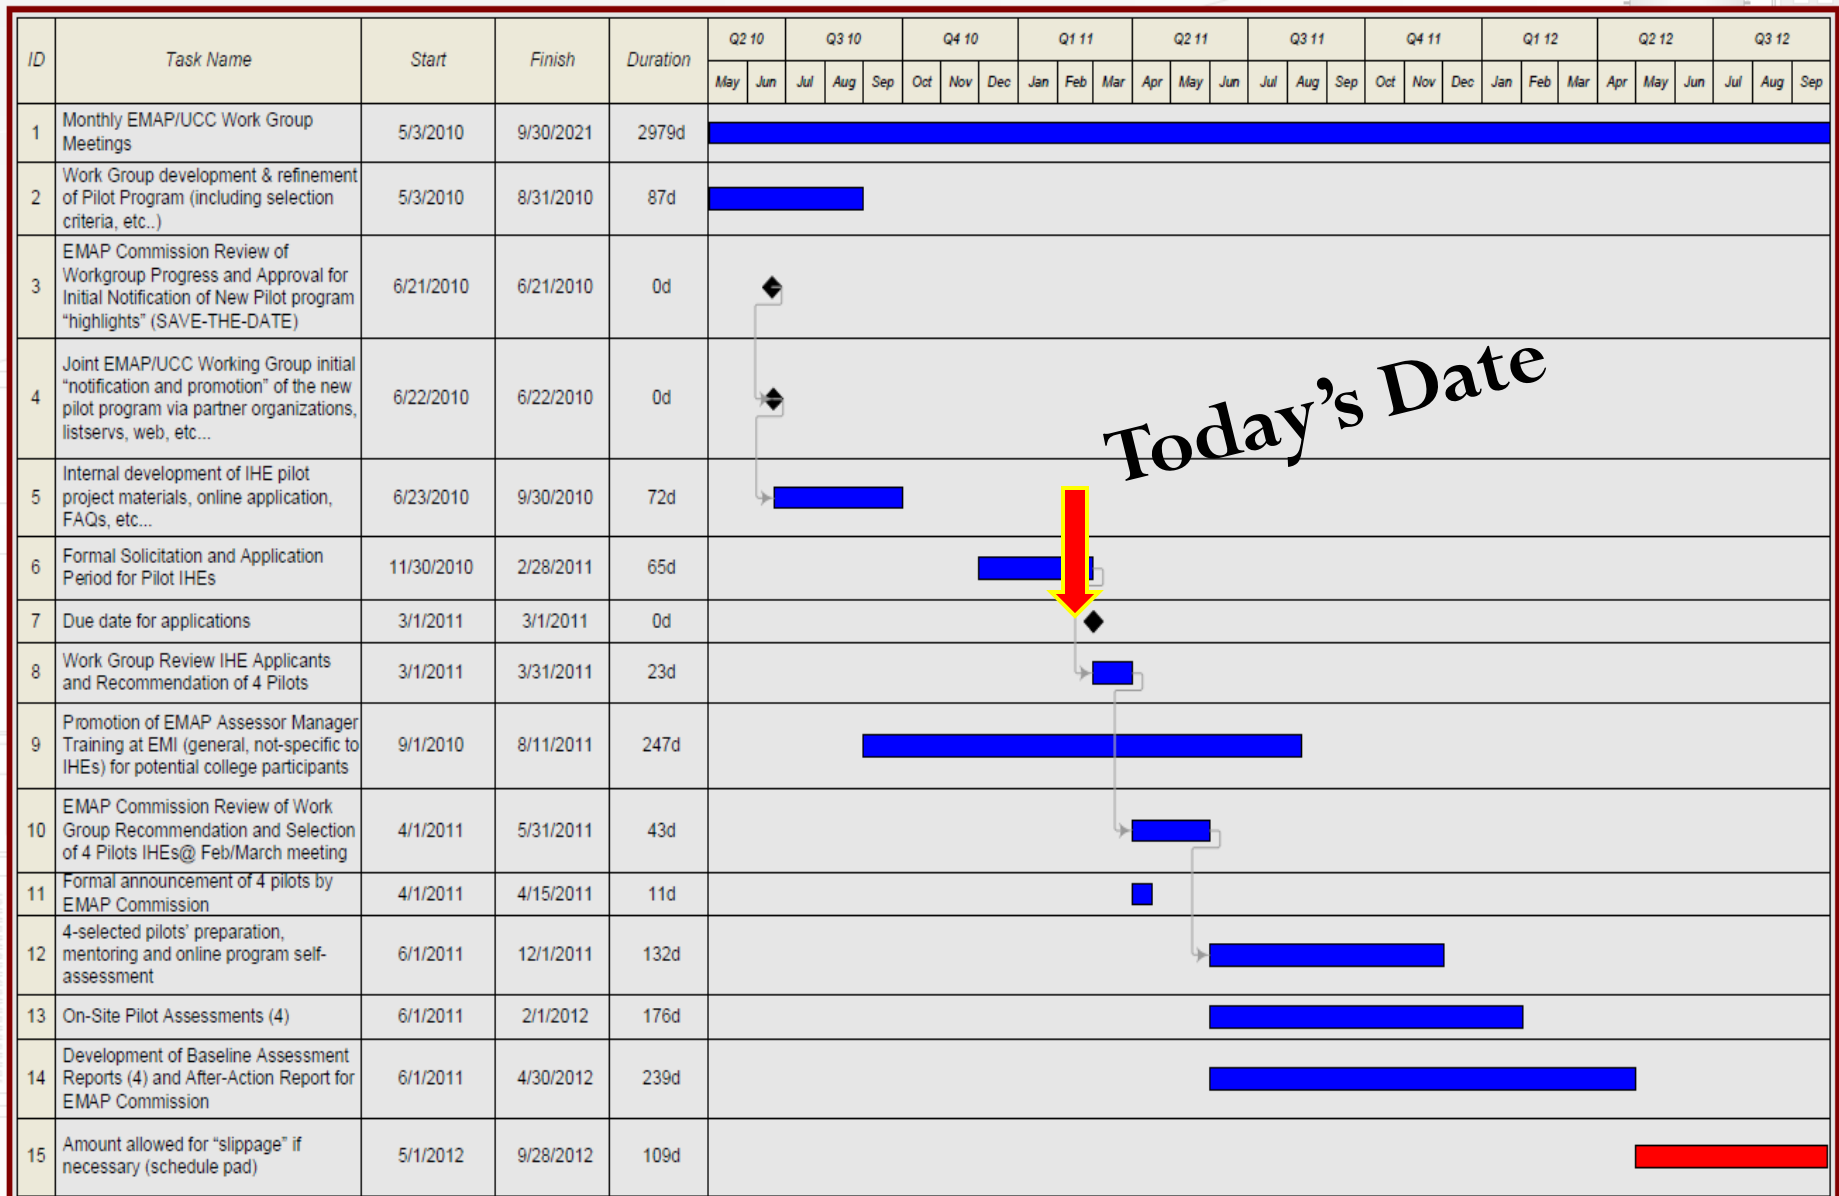 ID Task Name Start Finish Duration Q2 10 Q3 10 Q4 10 Q1 11 Q2 11 Q3 11 Q4 11 Q1 12 Q2 12 Q3 12
May Jun Jul Aug Sep Oct Nov Dec Jan Feb Mar Apr May Jun Jul Aug Sep Oct Nov Dec Jan Feb Mar Apr May Jun Jul Aug Sep
1 Monthly EMAP/UCC Work Group
Meetings 5/3/2010 9/30/2021 2979d
2 Work Group development & refinement
of Pilot Program (including selection
criteria, etc..) 5/3/2010 8/31/2010 87d
3 EMAP Commission Review of
Workgroup Progress and Approval for
Initial Notification of New Pilot program
“highlights” (SAVE-THE-DATE) 6/21/2010 6/21/2010 0d
4 Joint EMAP/UCC Working Group initial
“notification and promotion” of the new
pilot program via partner organizations,
listservs, web, etc... 6/22/2010 6/22/2010 0d
Today’s Date
5 Internal development of IHE pilot
project materials, online application,
FAQs, etc... 6/23/2010 9/30/2010 72d
6 Formal Solicitation and Application
Period for Pilot IHEs 11/30/2010 2/28/2011 65d
7 Due date for applications 3/1/2011 3/1/2011 0d
8 Work Group Review IHE Applicants
and Recommendation of 4 Pilots 3/1/2011 3/31/2011 23d
9 Promotion of EMAP Assessor Manager
Training at EMI (general, not-specific to
IHEs) for potential college participants 9/1/2010 8/11/2011 247d
10 EMAP Commission Review of Work
Group Recommendation and Selection
of 4 Pilots IHEs@ Feb/March meeting 4/1/2011 5/31/2011 43d
11 Formal announcement of 4 pilots by
EMAP Commission 4/1/2011 4/15/2011 11d
12 4-selected pilots’ preparation,
mentoring and online program self-
assessment 6/1/2011 12/1/2011 132d
13 On-Site Pilot Assessments (4) 6/1/2011 2/1/2012 176d
14 Development of Baseline Assessment
Reports (4) and After-Action Report for
EMAP Commission 6/1/2011 4/30/2012 239d
15 Amount allowed for “slippage” if
necessary (schedule pad) 5/1/2012 9/28/2012 109d